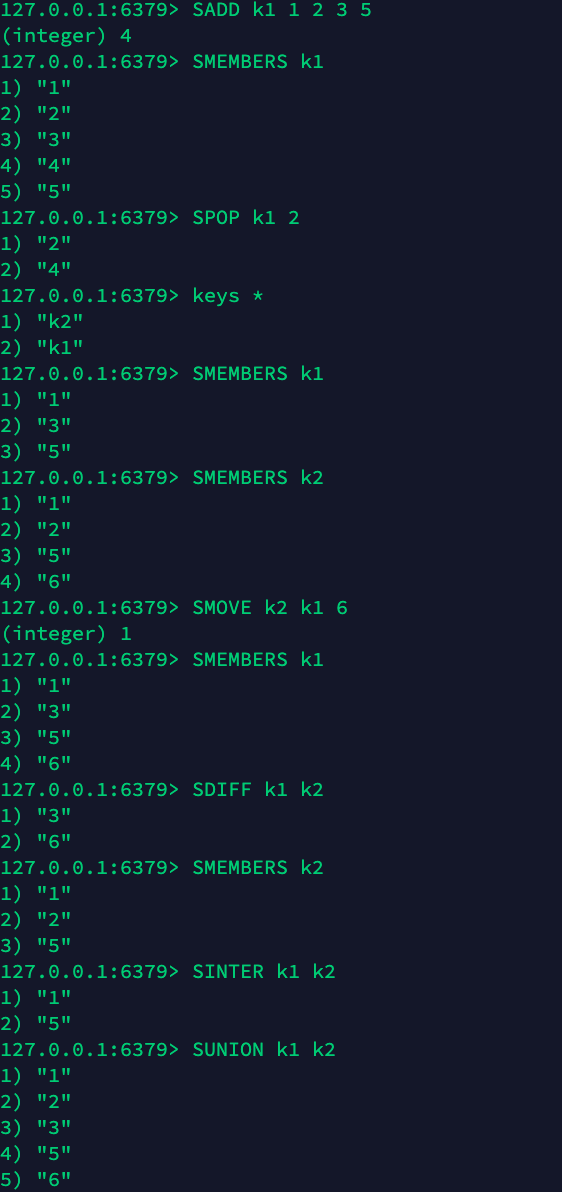 127.0.0.1:6379> SADD k1 1 2 3 5
(integer) 4
127.0.0.1:6379> SMEMBERS k1
1) "1"
2) "2"
3) "3"
4) "4"
5) "5"
127.0.0.1:6379> SPOP k1 2
1) "2"
2) "4"
127.0.0.1:6379> keys *
1) "k2"
2) "k1"
127.0.0.1:6379> SMEMBERS k1
1) "1"
2) "3"
3) "5"
127.0.0.1:6379> SMEMBERS k2
1) "1"
2) "2"
3) "5"
4) "6"
127.0.0.1:6379> SMOVE k2 k1 6
(integer) 1
127.0.0.1:6379> SMEMBERS k1
1) "1"
2) "3"
3) "5"
4) "6"
127.0.0.1:6379> SDIFF k1 k2
1) "3"
2) "6"
127.0.0.1:6379> SMEMBERS k2
1) "1"
2) "2"
3) "5"
127.0.0.1:6379> SINTER k1 k2
1) "1"
2) "5"
127.0.0.1:6379> SUNION k1 k2
1) "1"
2) "2"
3) "3"
4) "5"
5) "6"